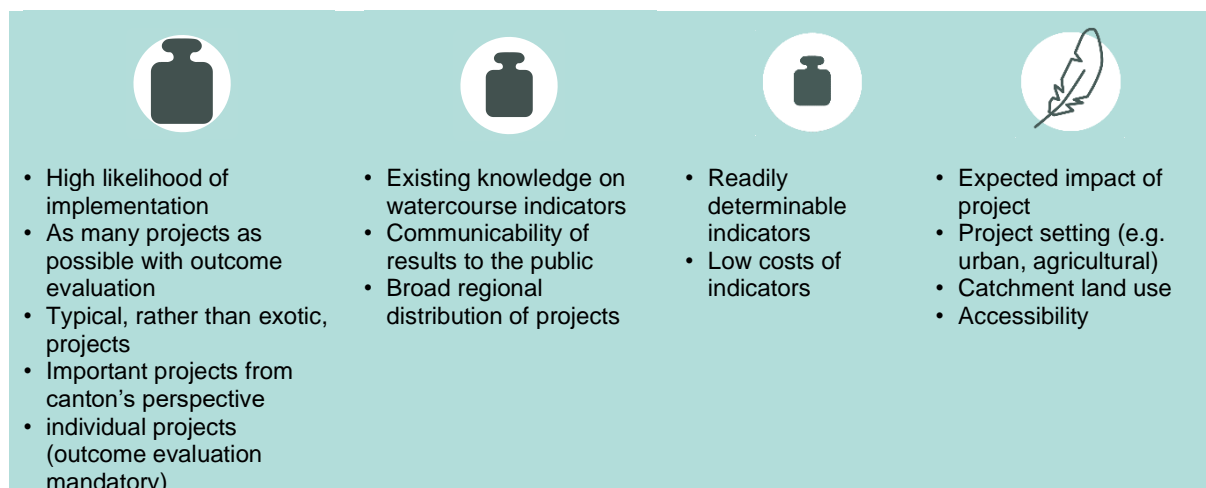 • High likelihood of
implementation
• As many projects as
possible with outcome
evaluation
• Typical, rather than exotic,
projects
• Important projects from
canton’s perspective
• individual projects
(outcome evaluation
mandatory)
• Existing knowledge on
watercourse indicators
• Communicability of
results to the public
• Broad regional
distribution of projects
• Readily
determinable
indicators
• Low costs of
indicators
• Expected impact of
project
• Project setting (e.g.
urban, agricultural)
• Catchment land use
• Accessibility